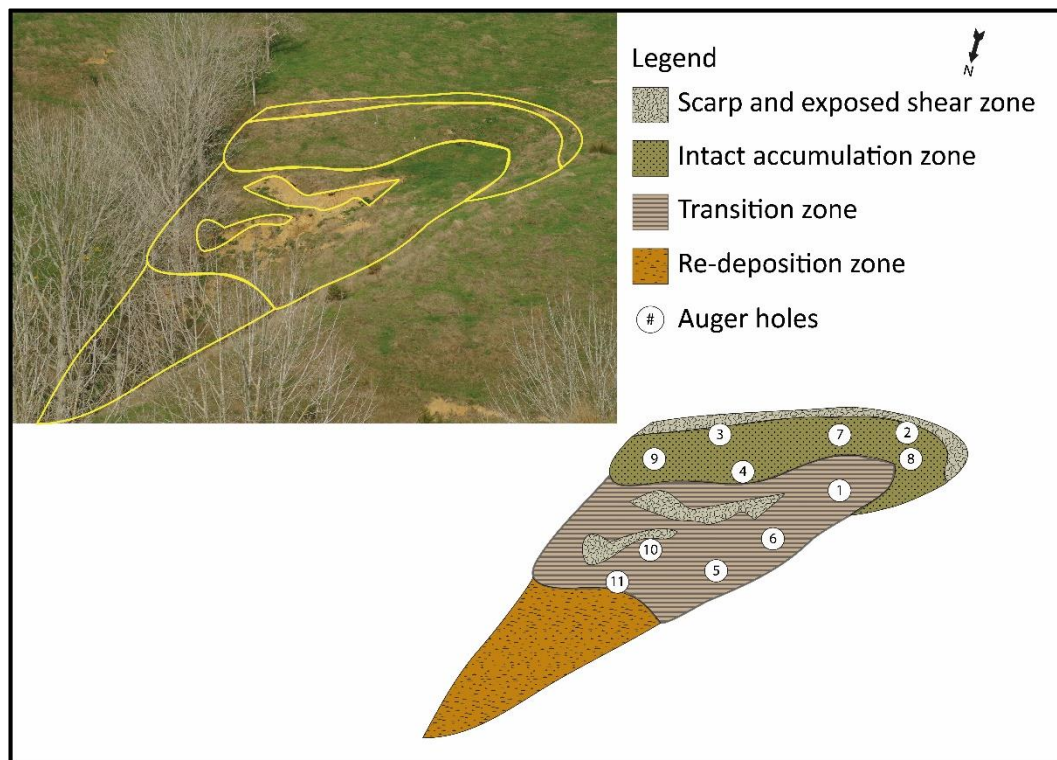 Legend
N
Scarp and exposed shear zone
Intact accumulation zone
Transition zone
Re-deposition zone
# Auger holes
3
7
2
9
4
8
1
6
10
5
11